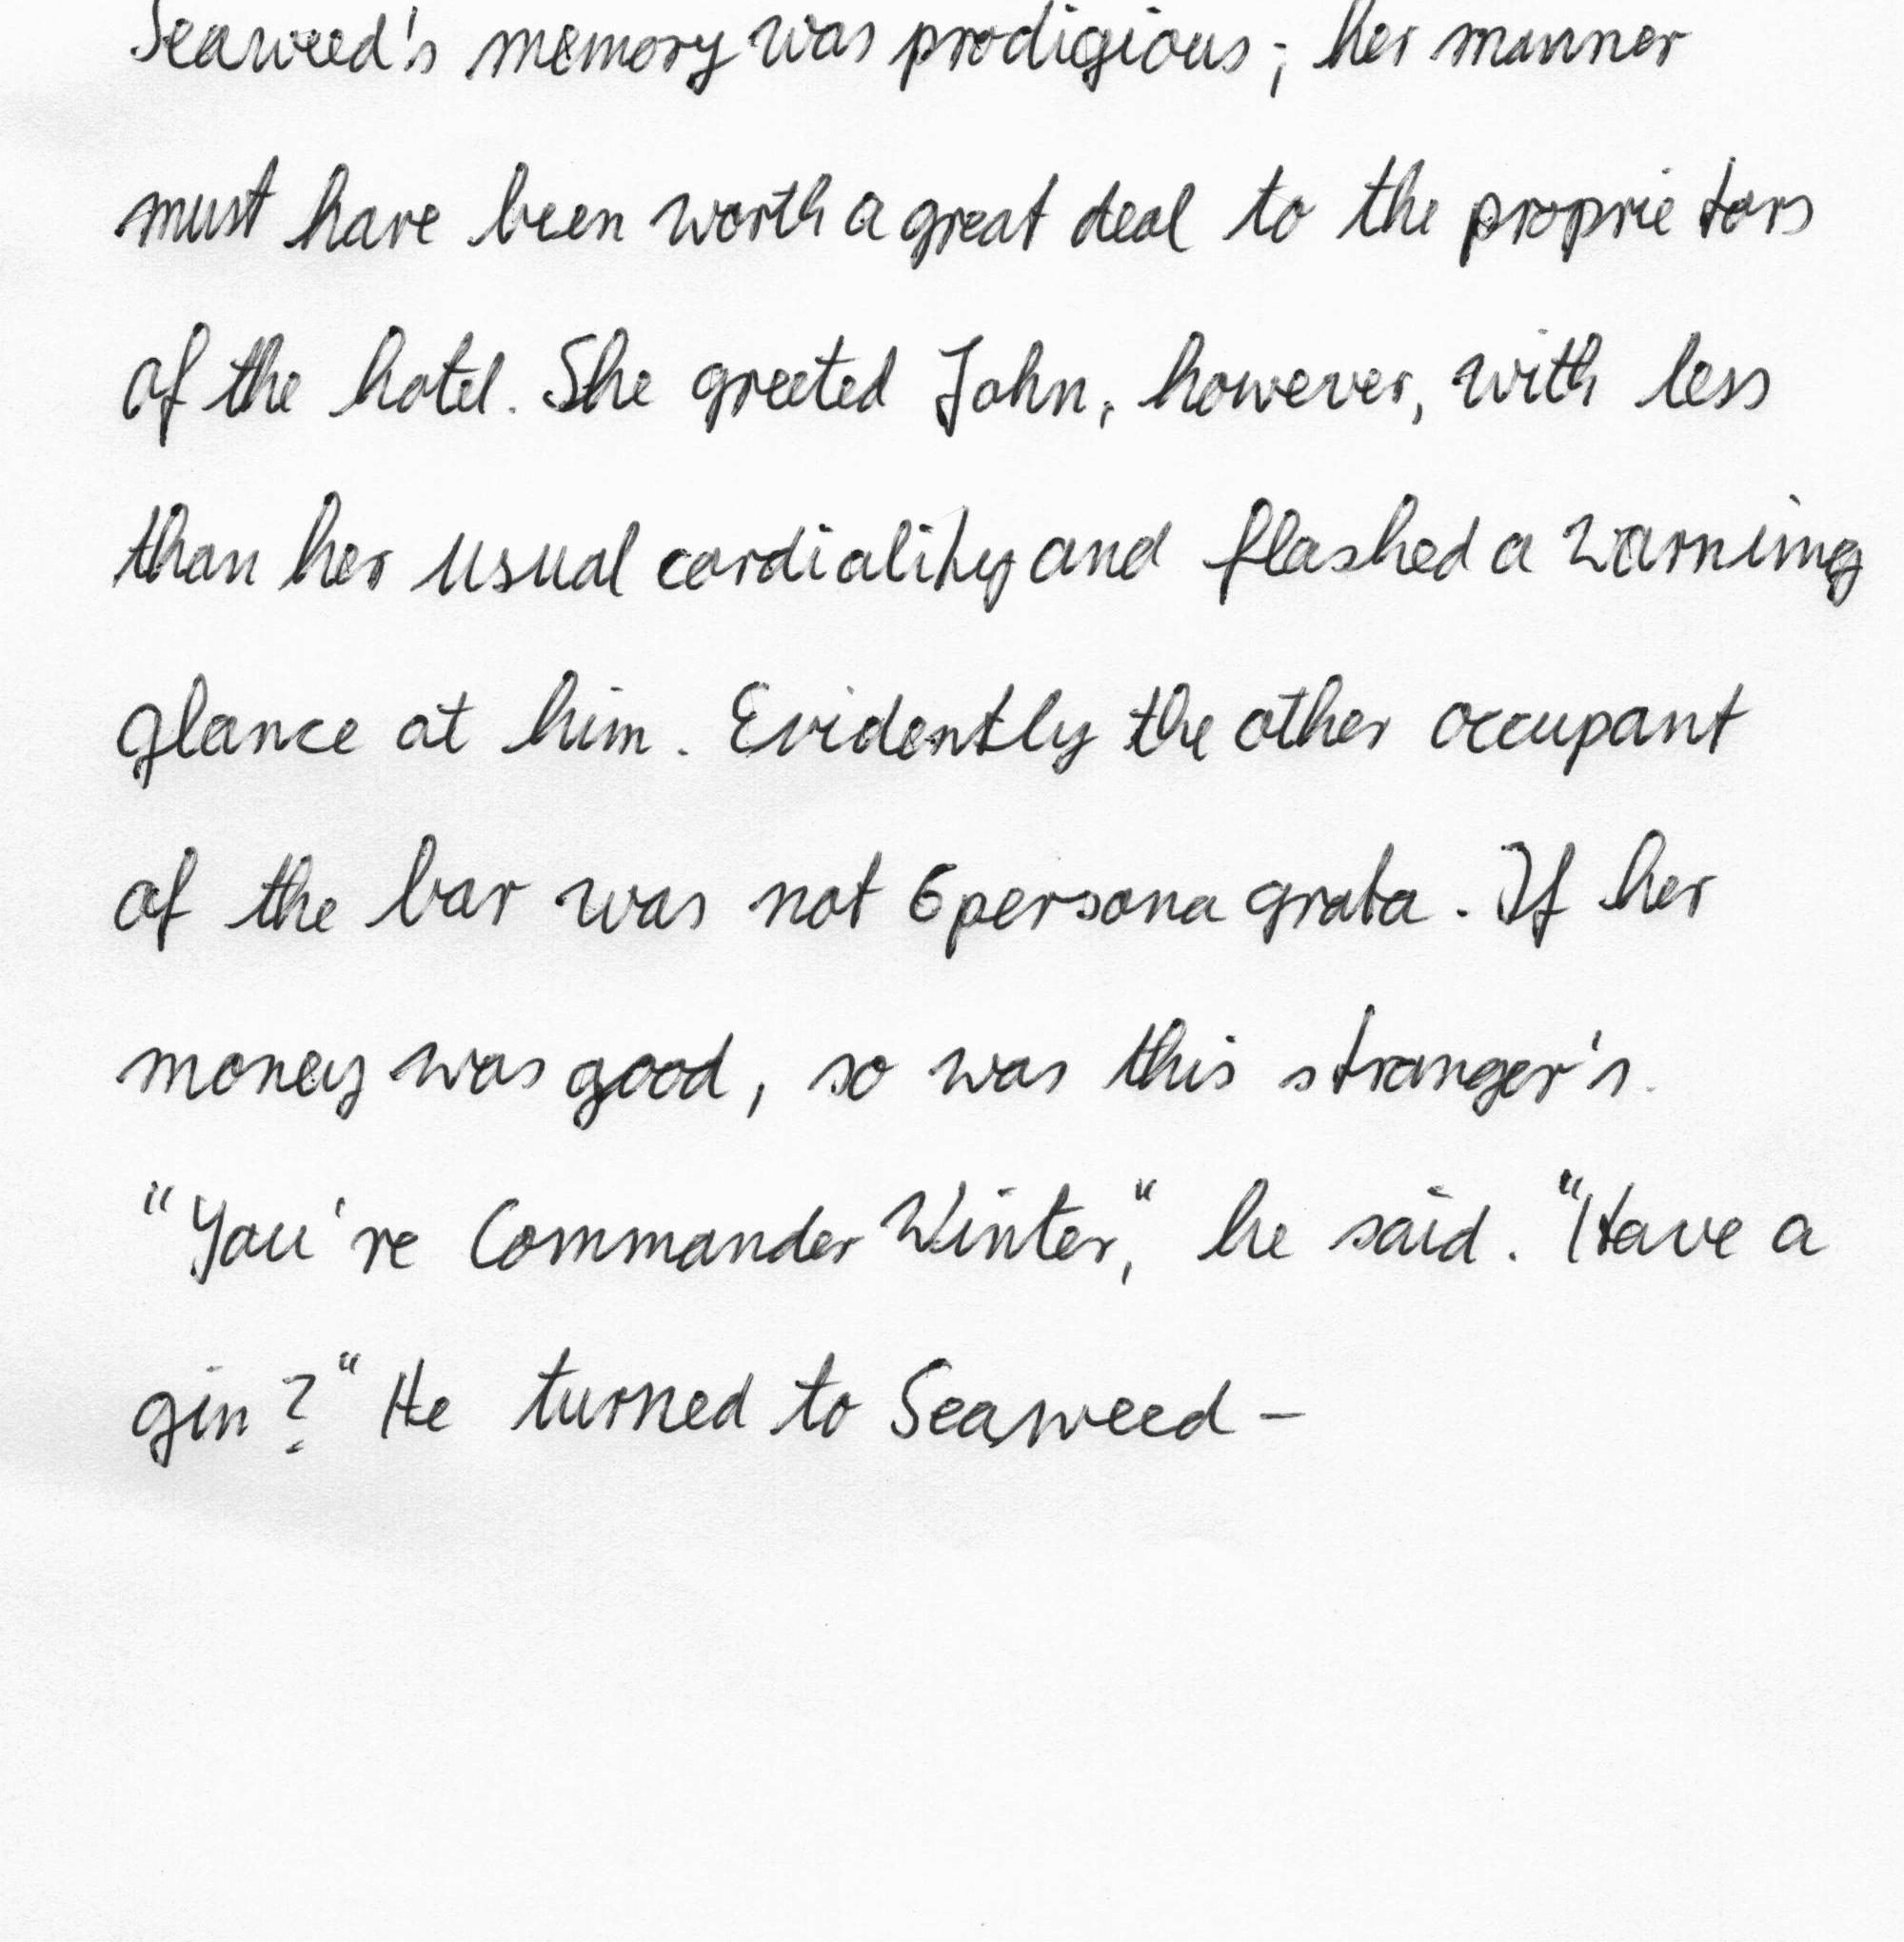 Seaweed's memory was prodigious; her manner
must have been worth a great deal to the proprietors
of the hotel. She greeted John, however, with less
than her usual cordiality and flashed a warning
glance at him. Evidently the other occupant
of the bar was not 6persona grata. If her
money was good, so was this stranger's.
"You're Commander Winter," he said. "Have a
gin?" He turned to Seaweed-